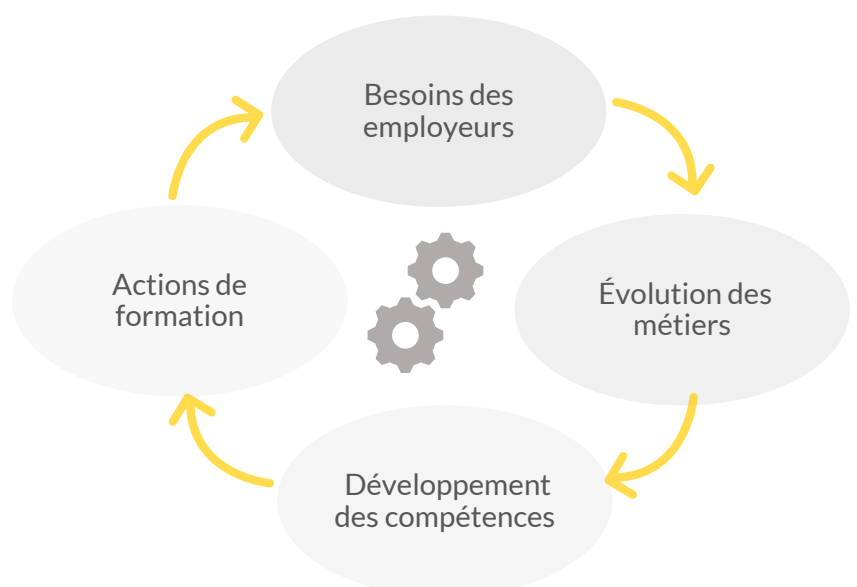 Besoins des
employeurs
Évolution des
métiers
Développement
des compétences
Actions de
formation